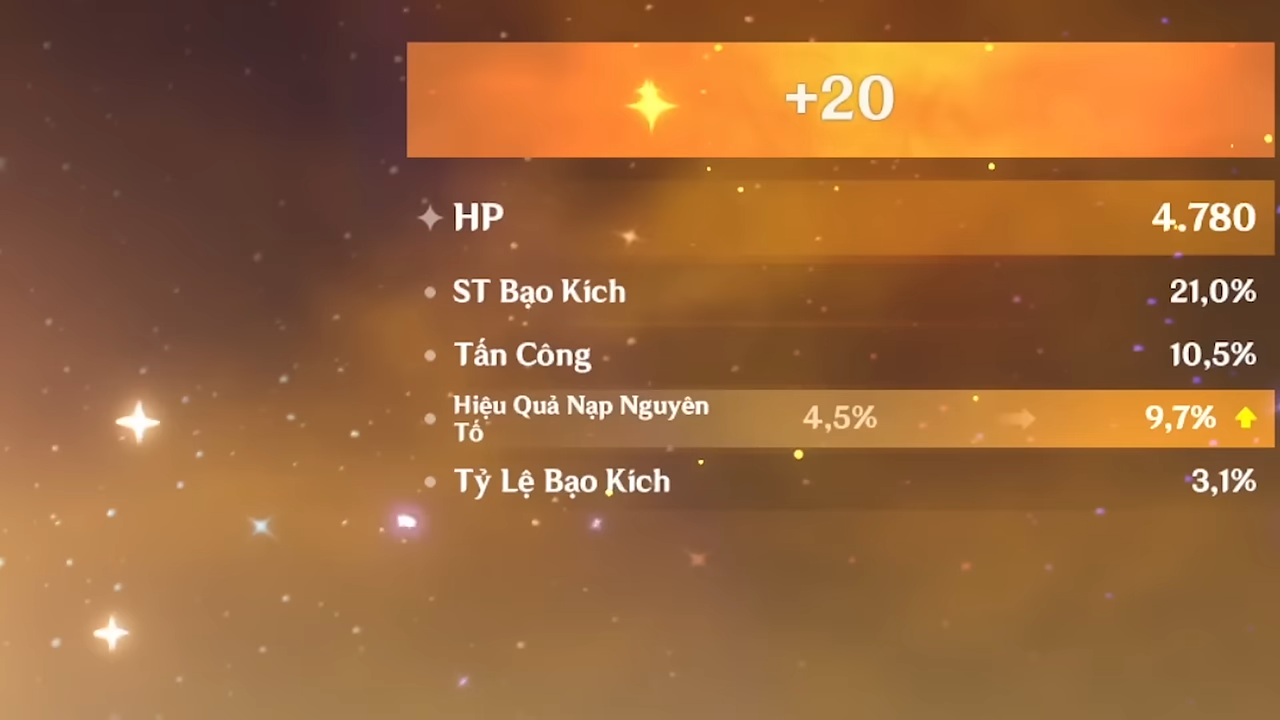 +20
HP 4.780
ST Bạo Kích 21,0%
Tấn Công 10,5%
Hiệu Quả Nạp Nguyên
Tố 4,5% 9,7%
Tỷ Lệ Bạo Kích 3,1%